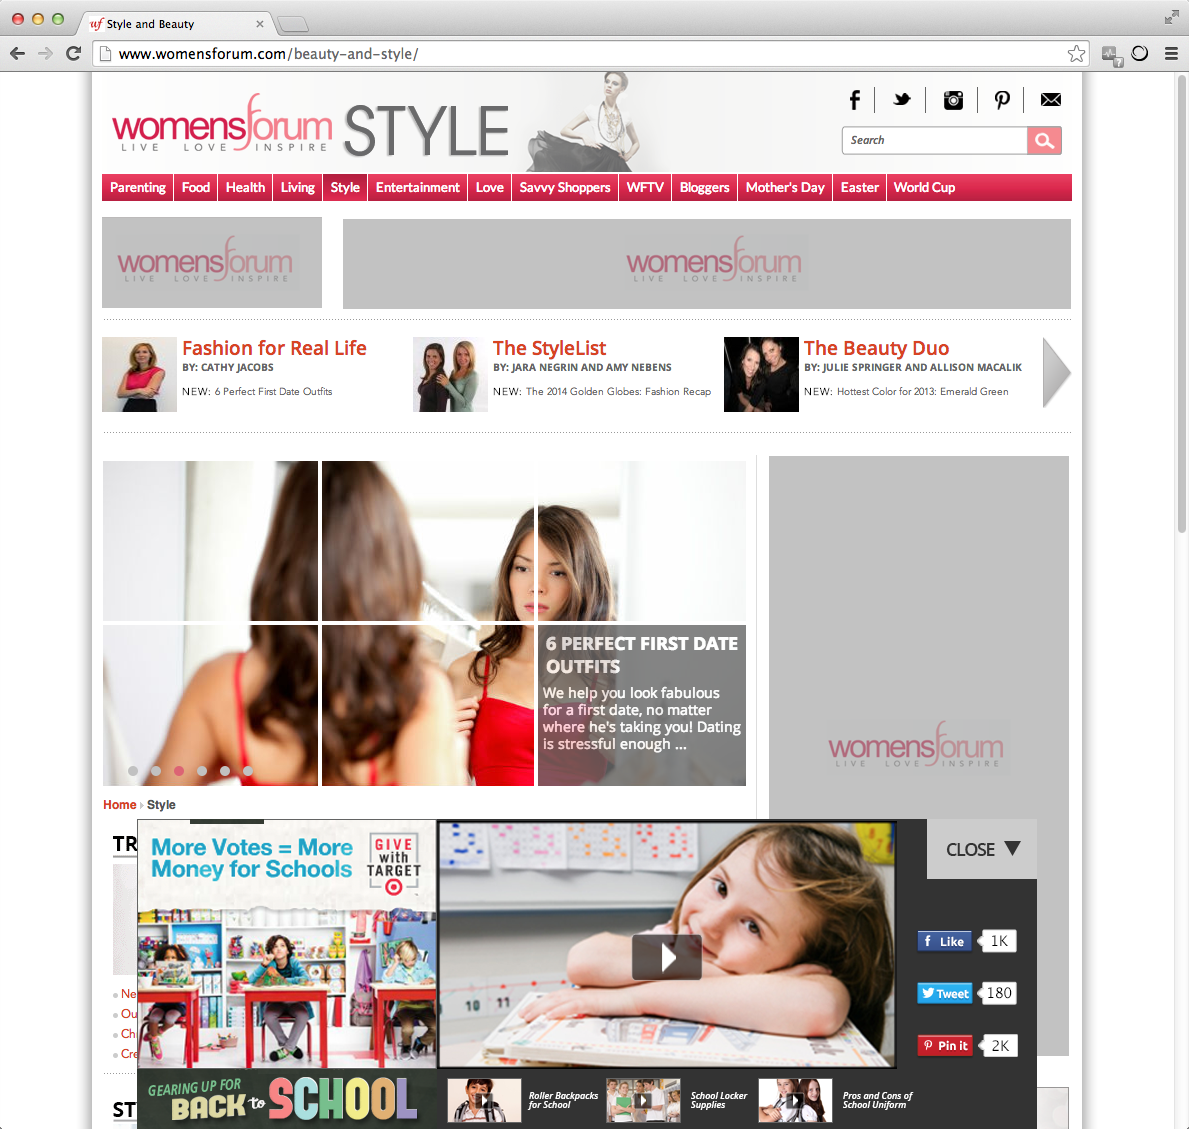 uf Style and Beauty
www.womensforum.com/beauty-and-style/
womensforum STYLE
LIVE LOVE INSPIRE
Search
Parenting Food Health Living Style Entertainment Love Savvy Shoppers WFTV Bloggers Mother's Day Easter World Cup
womensforum
LIVE LOVE INSPIRE
womensforum
LIVE LOVE INSPIRE
Fashion for Real Life
BY: CATHY JACOBS
NEW: 6 Perfect First Date Outfits
The StyleList
BY: JARA NEGRIN AND AMY NEBENS
NEW: The 2014 Golden Globes: Fashion Recap
The Beauty Duo
BY: JULIE SPRINGER AND ALLISON MACALIK
NEW: Hottest Color for 2013: Emerald Green
6 PERFECT FIRST DATE
OUTFITS
We help you look fabulous
for a first date, no matter
where he's taking you! Dating
is stressful enough ...
womensforum
LIVE LOVE INSPIRE
Home Style
TR
Ne
Ou
Ch
Cre
ST
More Votes = More
Money for Schools
GIVE
with
TARGET
GEARING UP FOR
BACK to SCHOOL
10 11
CLOSE
Like 1K
Tweet 180
Pin it 2K
Roller Backpacks
for School
School Locker
Supplies
Pros and Cons of
School Uniform